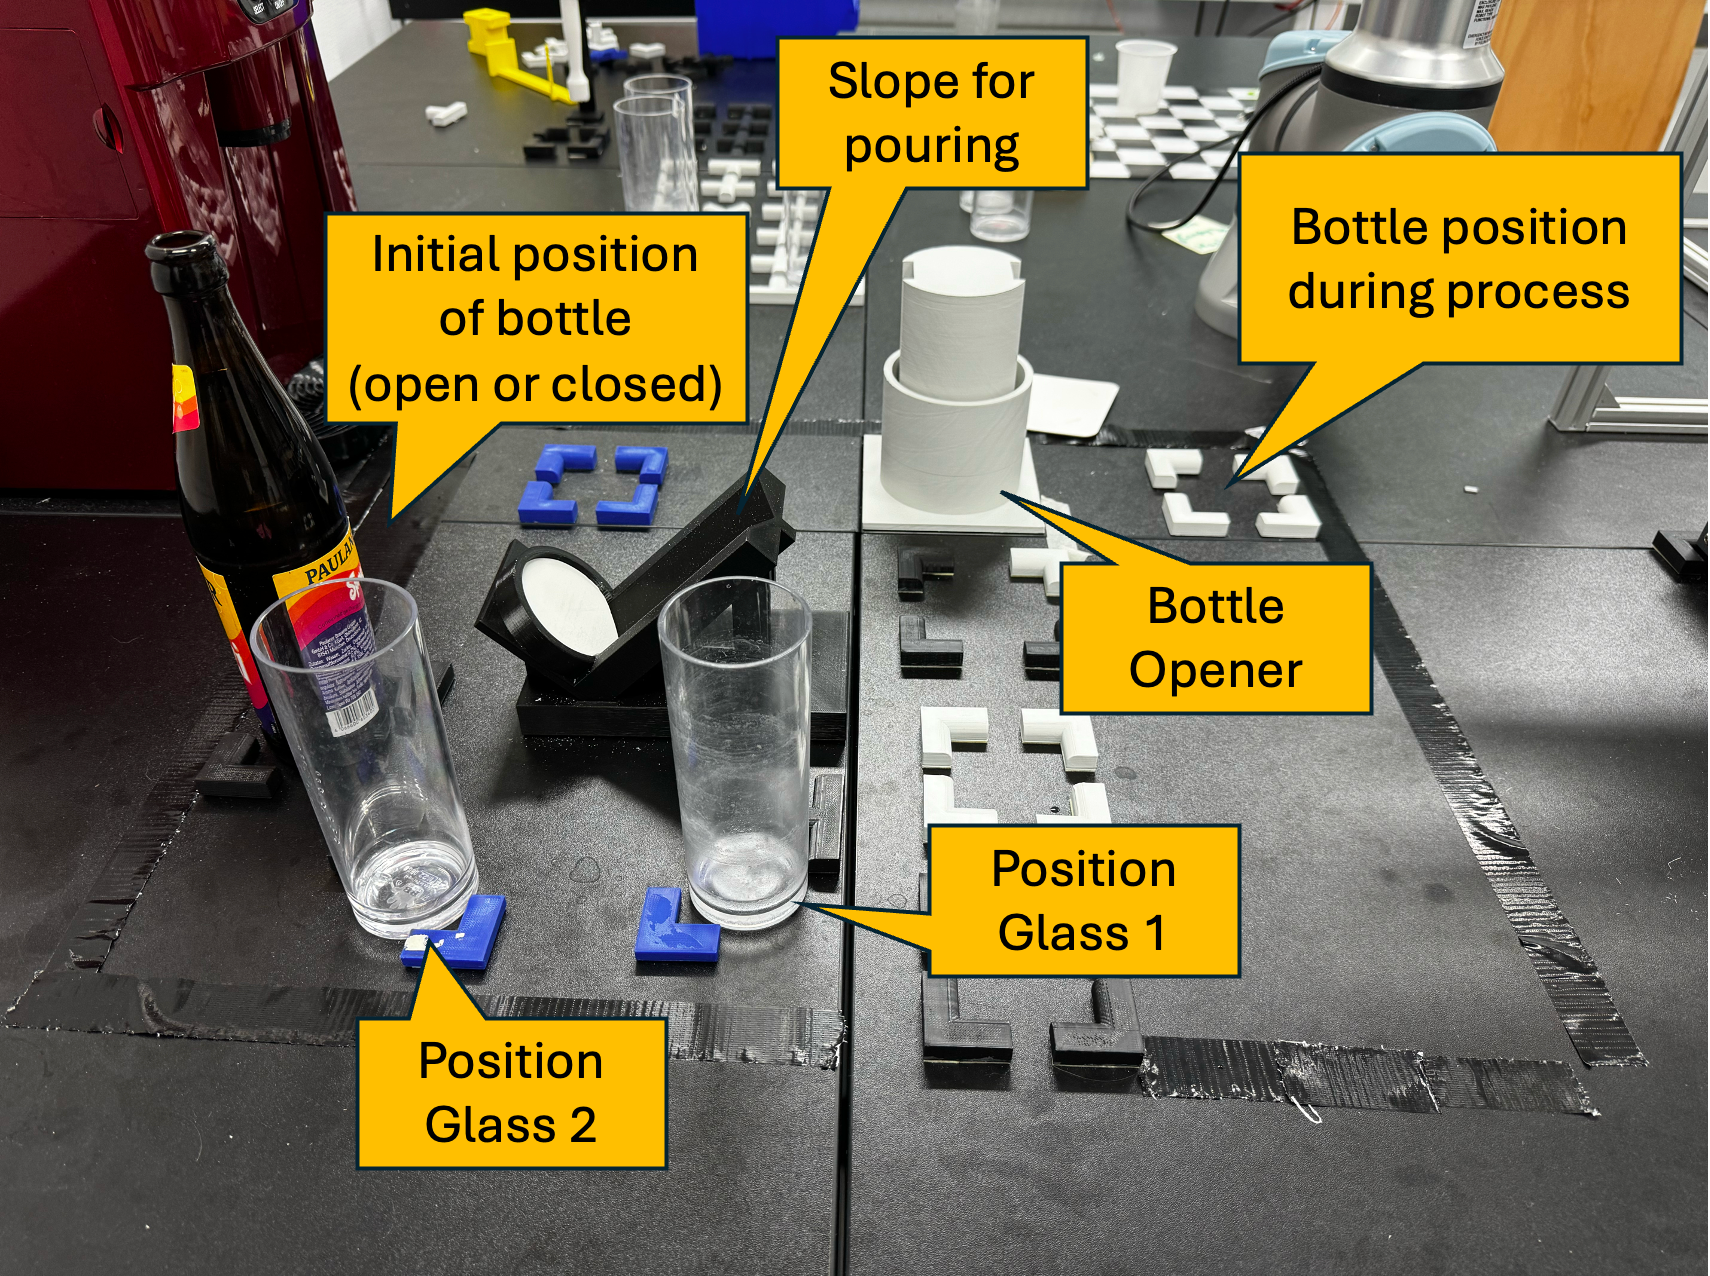 Slope for
pouring
Initial position
of bottle
(open or closed)
Bottle position
during process
Bottle
Opener
Position
Glass 1
Position
Glass 2
PAULA